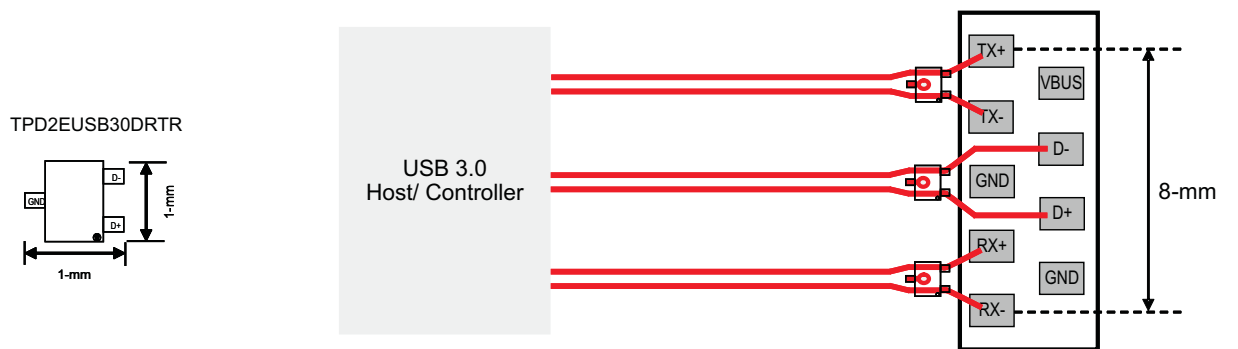 TPD2EUSB30DRTR
D-
GND
D+
1-mm
1-mm
USB 3.0
Host/ Controller
TX+
VBUS
TX-
D-
GND
D+
RX+
GND
RX-
8-mm